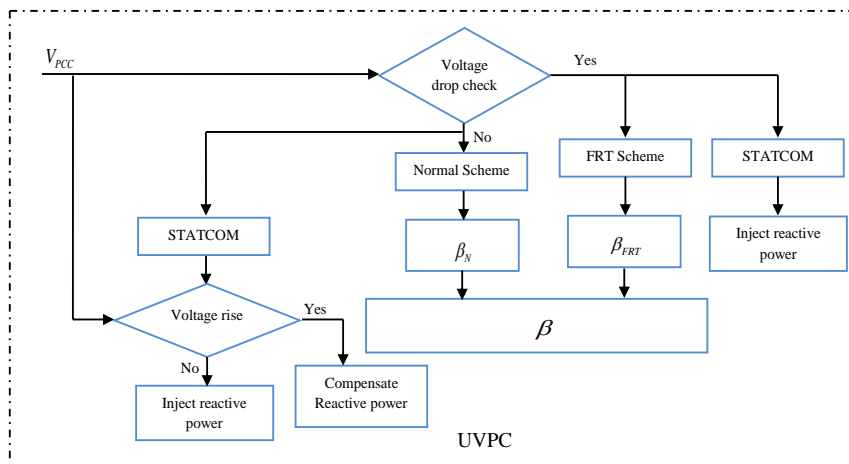 V_PCC
Voltage
drop check
Yes
No
Normal Scheme
FRT Scheme
STATCOM
STATCOM
β_N
β_FRT
Inject reactive
power
Voltage rise
Yes
β
No
Inject reactive
power
Compensate
Reactive power
UVPC